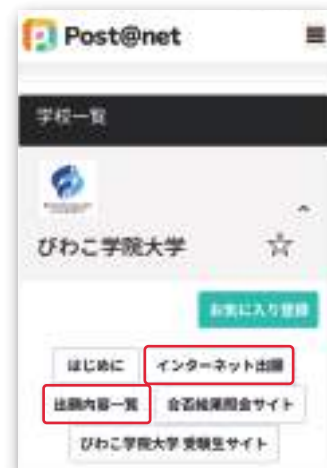 Post@net
学校一覧
びわこ学院大学
お気に入り登録
はじめに
インターネット出願
出願内容一覧
合否結果照会サイト
びわこ学院大学 受験生サイト